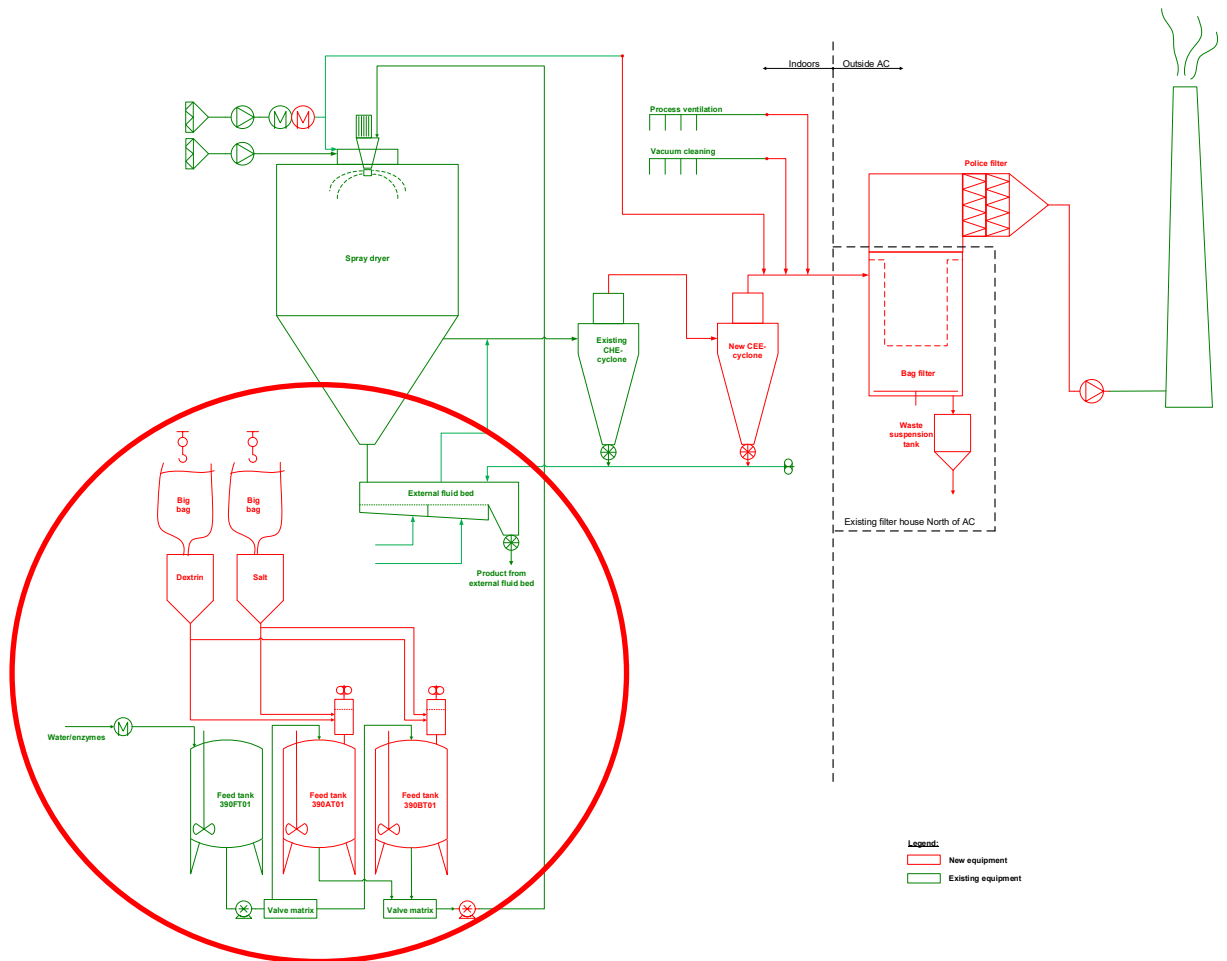 Indoors
Outside AC
Process ventilation
Vacuum cleaning
Police filter
Spray dryer
Existing
CHE-
cyclone
New CEE-
cyclone
Bag filter
Waste
suspension
tank
Existing filter house North of AC
Big
bag
Big
bag
External fluid bed
Product from
external fluid bed
Dextrin
Salt
Water/enzymes
M
M
M
Feed tank
390FT01
Feed tank
390AT01
Feed tank
390BT01
Valve matrix
Valve matrix
Legend:
New equipment
Existing equipment